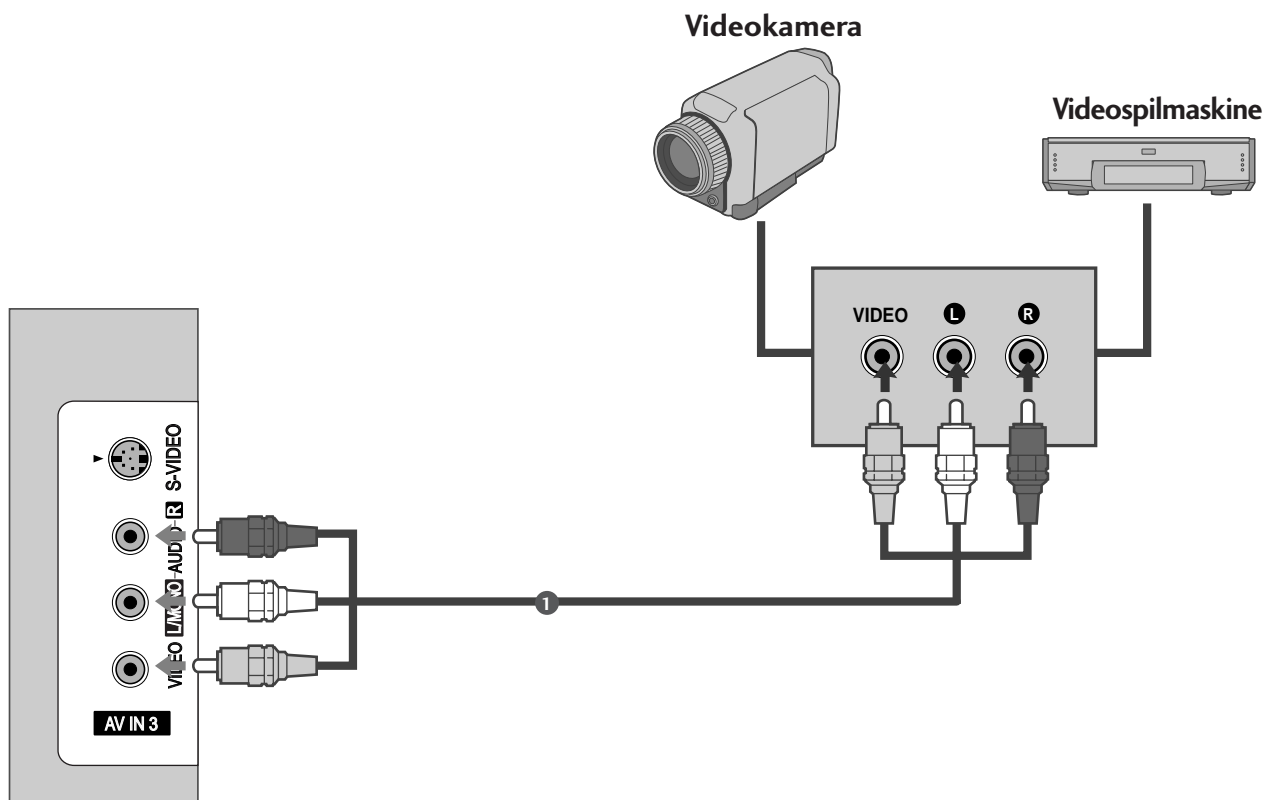 Videokamera
Videospilmaskine
VIDEO L R
S-VIDEO
AUDIO R
L/MONO
VIDEO
AV IN 3
1